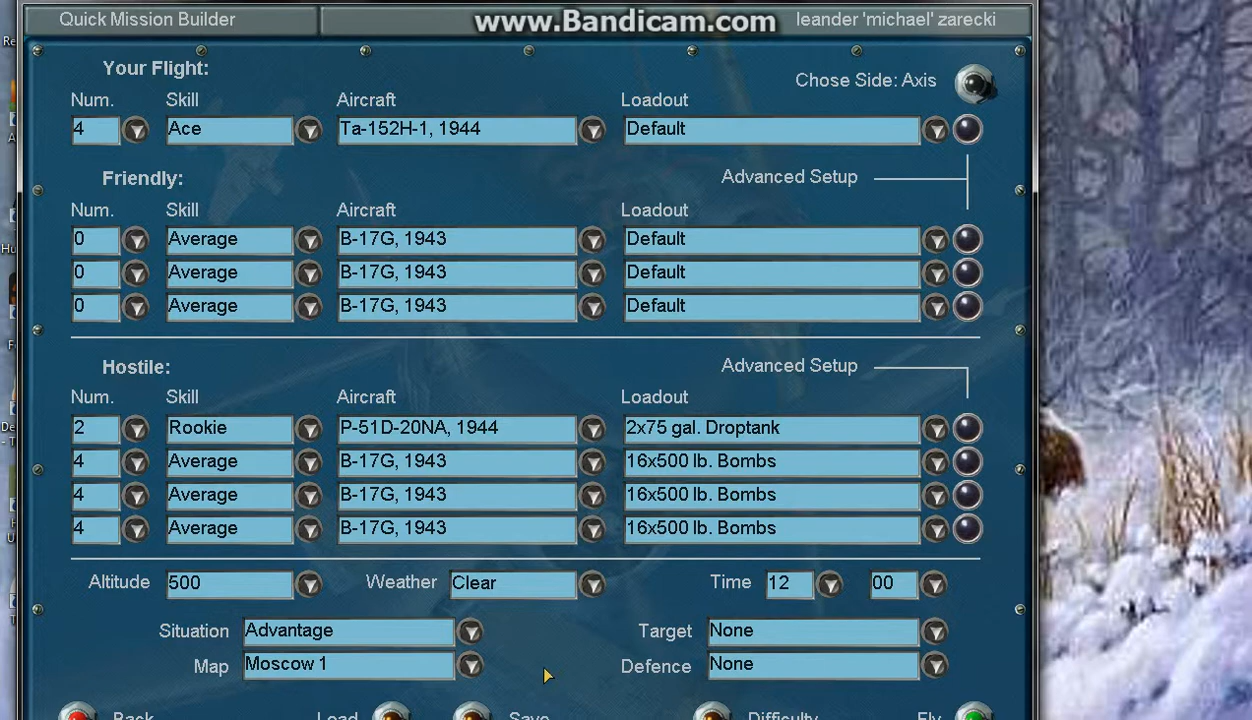 Quick Mission Builder
www.Bandicam.com
leander 'michael' zarecki
Your Flight:
Chose Side: Axis
Num. Skill Aircraft Loadout
4 Ace Ta-152H-1, 1944 Default
Friendly:
Advanced Setup
Num. Skill Aircraft Loadout
0 Average B-17G, 1943 Default
0 Average B-17G, 1943 Default
0 Average B-17G, 1943 Default
Hostile:
Advanced Setup
Num. Skill Aircraft Loadout
2 Rookie P-51D-20NA, 1944 2x75 gal. Droptank
4 Average B-17G, 1943 16x500 lb. Bombs
4 Average B-17G, 1943 16x500 lb. Bombs
4 Average B-17G, 1943 16x500 lb. Bombs
Altitude 500 Weather Clear Time 12 00
Situation Advantage Target None
Map Moscow 1 Defence None
Back Load Save Difficulty Fly